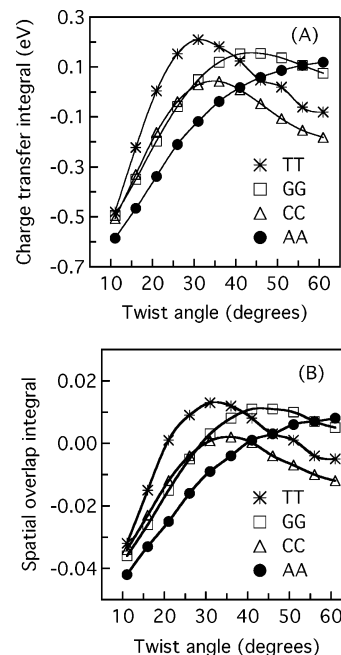 (A)
Charge transfer integral (eV)
0.3
0.1
-0.1
-0.3
-0.5
-0.7
TT
GG
CC
AA
10 20 30 40 50 60
Twist angle (degrees)
(B)
Spatial overlap integral
0.02
0.00
-0.02
-0.04
TT
GG
CC
AA
10 20 30 40 50 60
Twist angle (degrees)